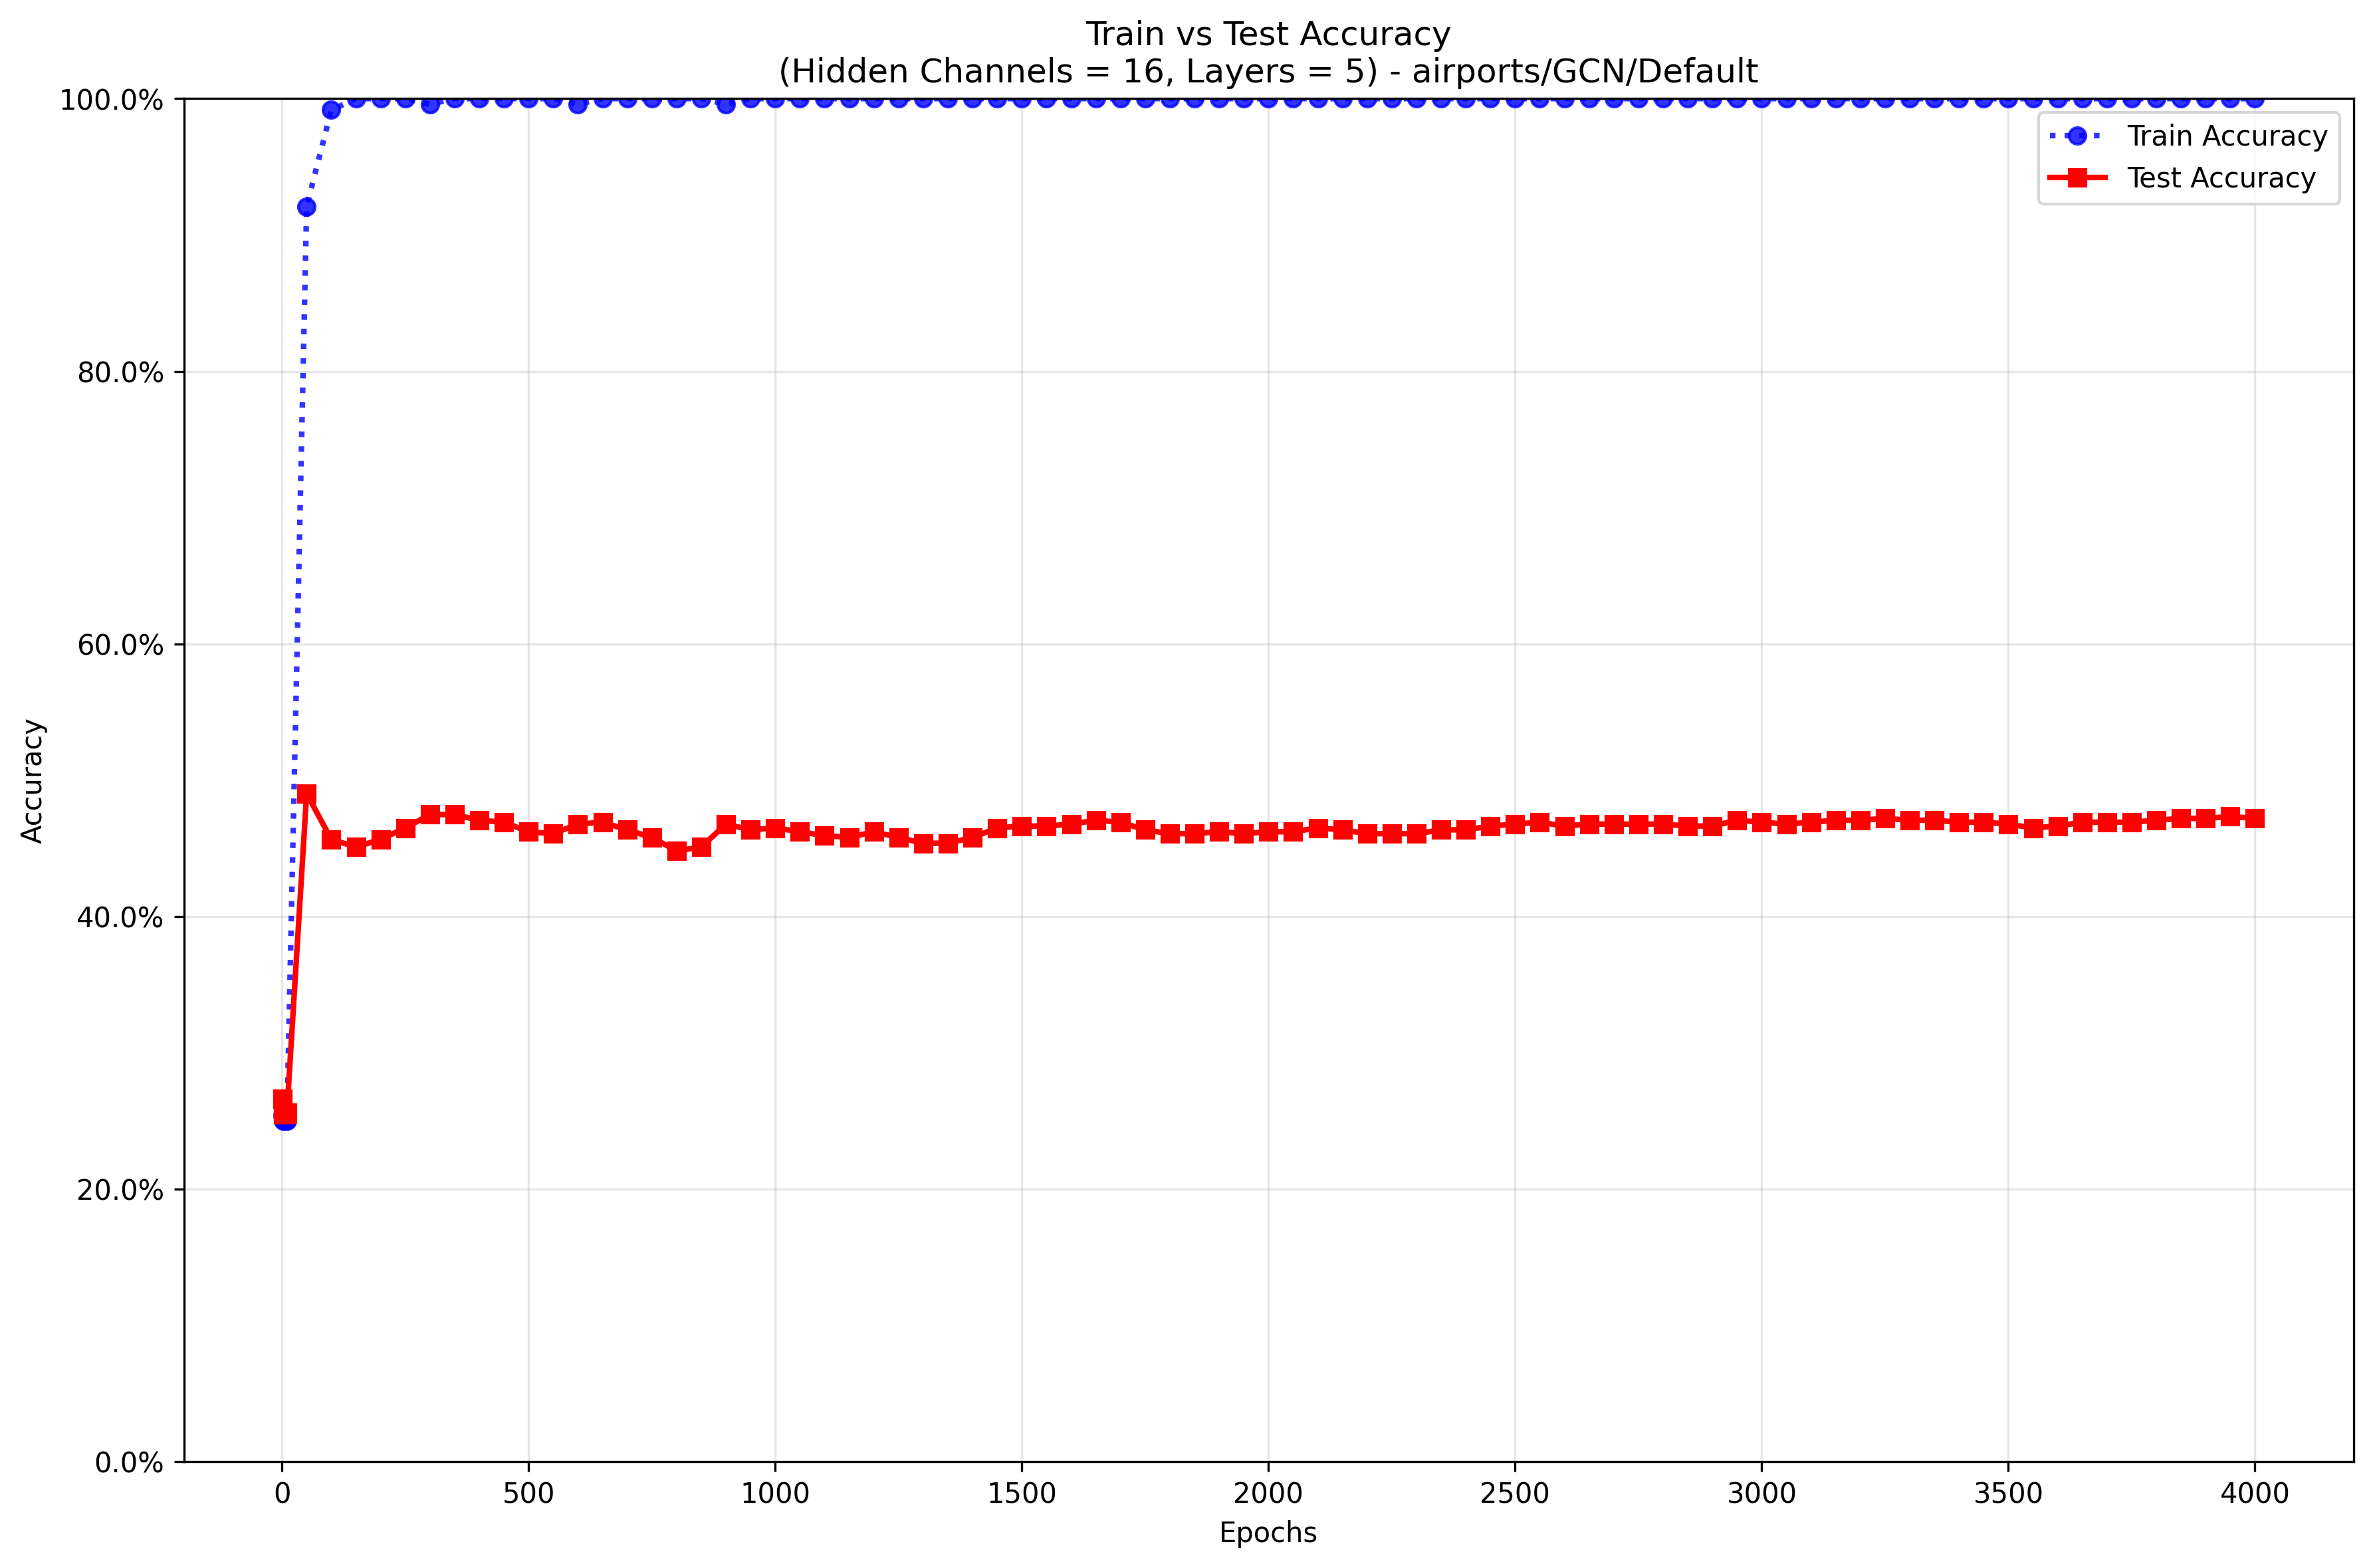 Train vs Test Accuracy
(Hidden Channels = 16, Layers = 5) - airports/GCN/Default
100.0%
80.0%
60.0%
40.0%
20.0%
0.0%
Accuracy
Train Accuracy
Test Accuracy
0 500 1000 1500 2000 2500 3000 3500 4000
Epochs